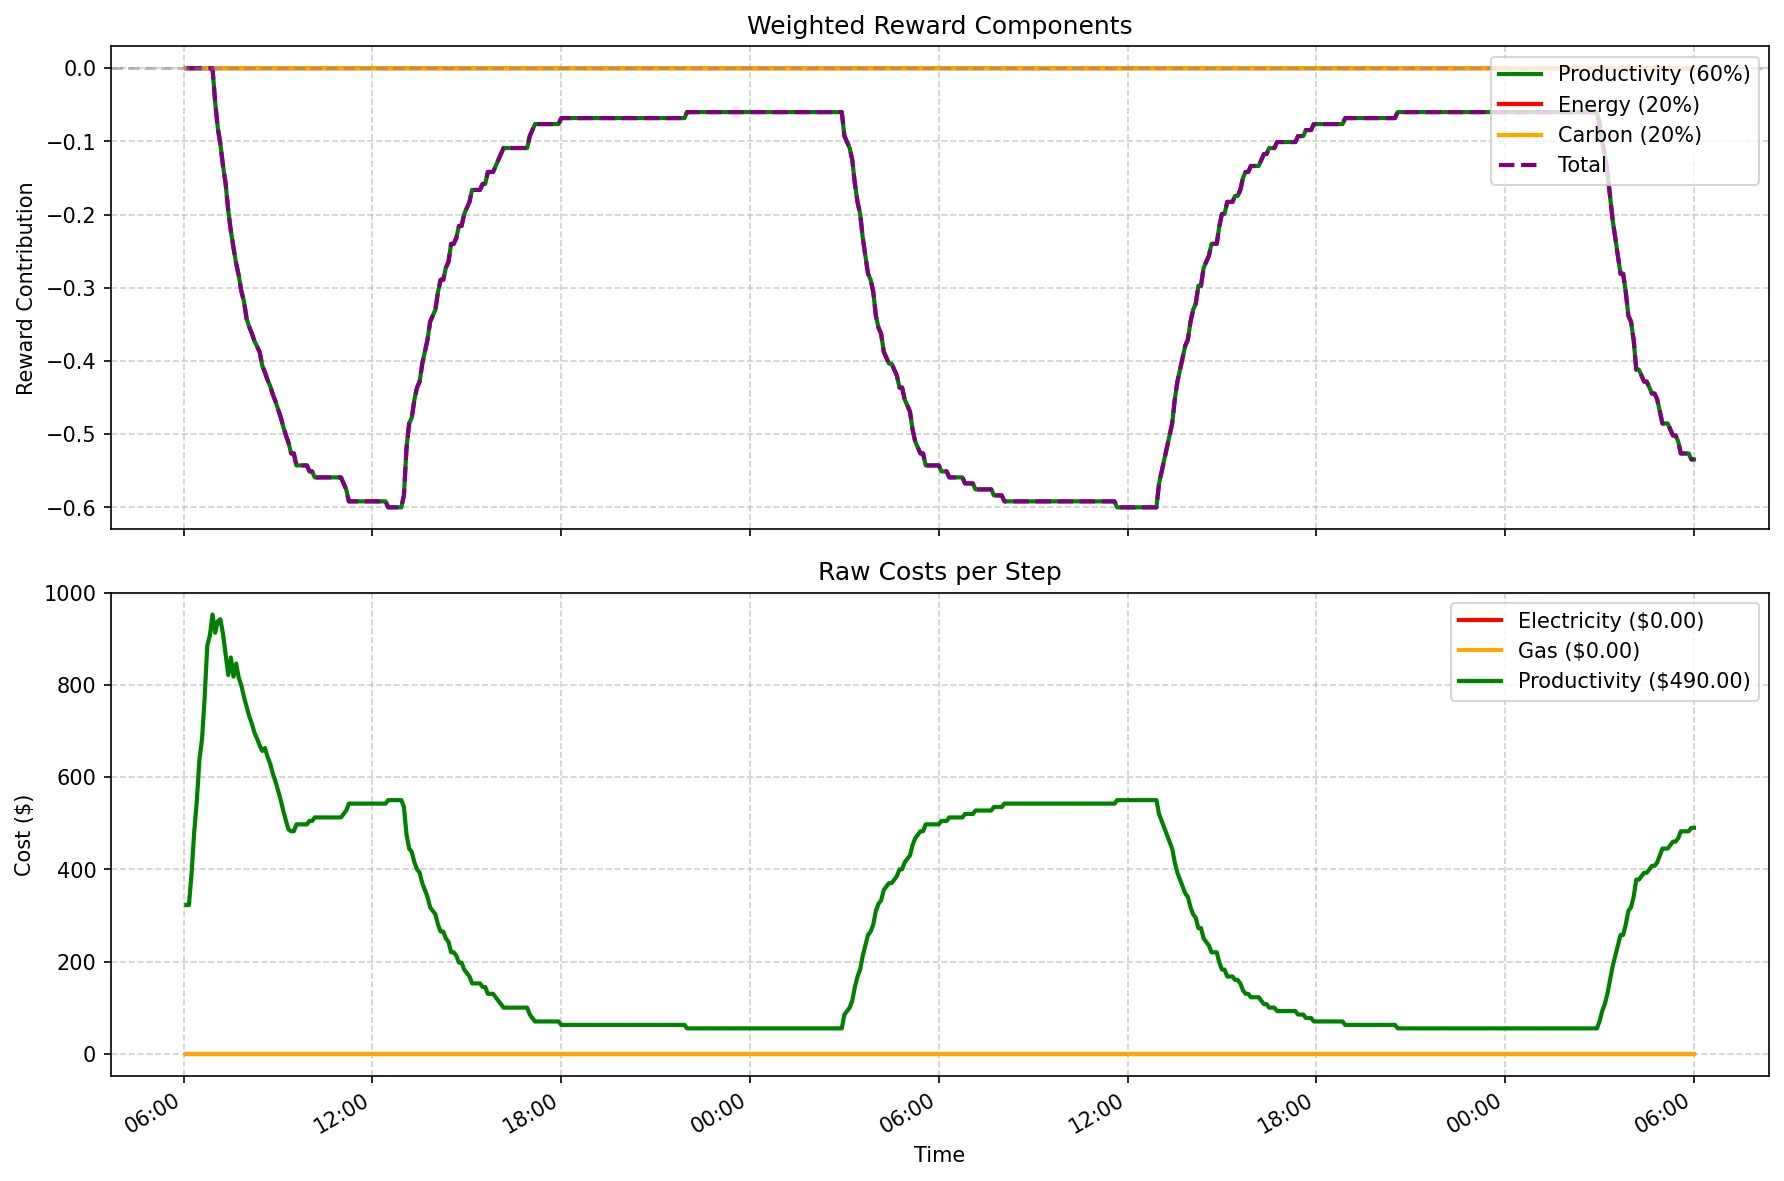 Weighted Reward Components
0.0
−0.1
−0.2
−0.3
−0.4
−0.5
−0.6
Reward Contribution
Productivity (60%)
Energy (20%)
Carbon (20%)
Total
Raw Costs per Step
1000
800
600
400
200
0
Cost ($)
Electricity ($0.00)
Gas ($0.00)
Productivity ($490.00)
06:00
12:00
18:00
00:00
06:00
12:00
18:00
00:00
06:00
Time